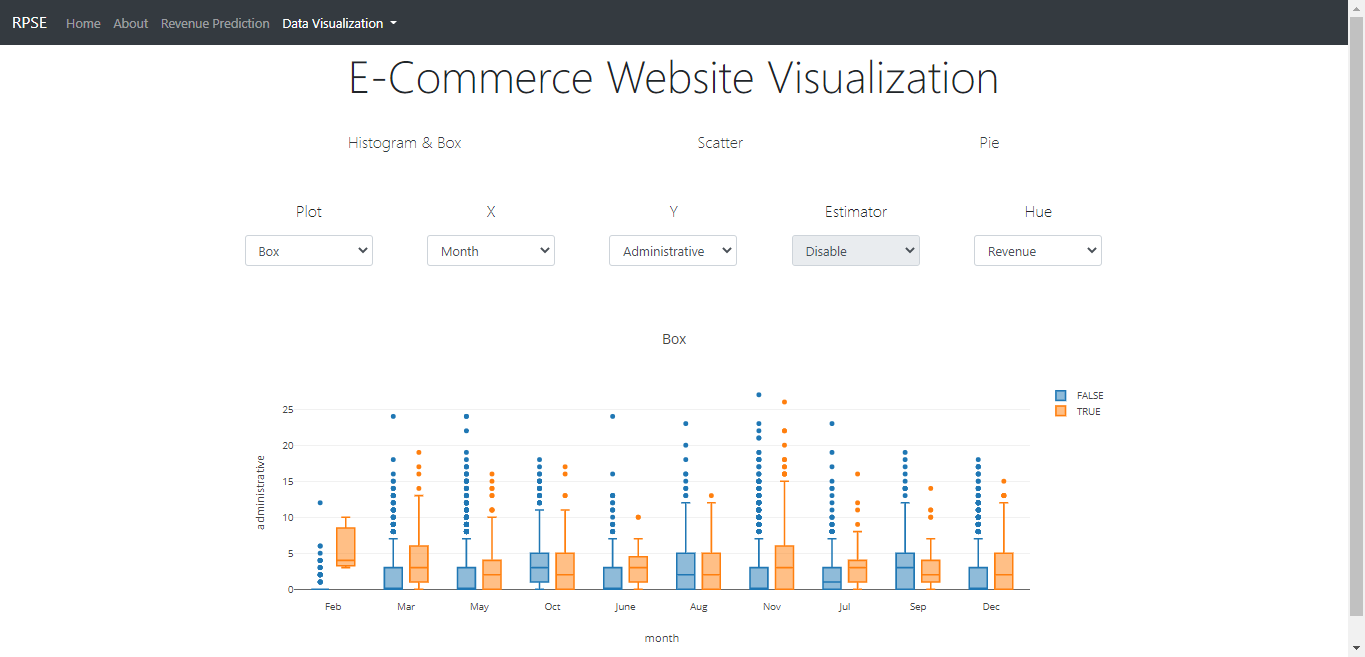 RPSE Home About Revenue Prediction Data Visualization
E-Commerce Website Visualization
Histogram & Box Scatter Pie
Plot X Y Estimator Hue
Box Month Administrative Disable Revenue
Box
FALSE
TRUE
25
20
15
10
5
0
administrative
Feb Mar May Oct June Aug Nov Jul Sep Dec
month